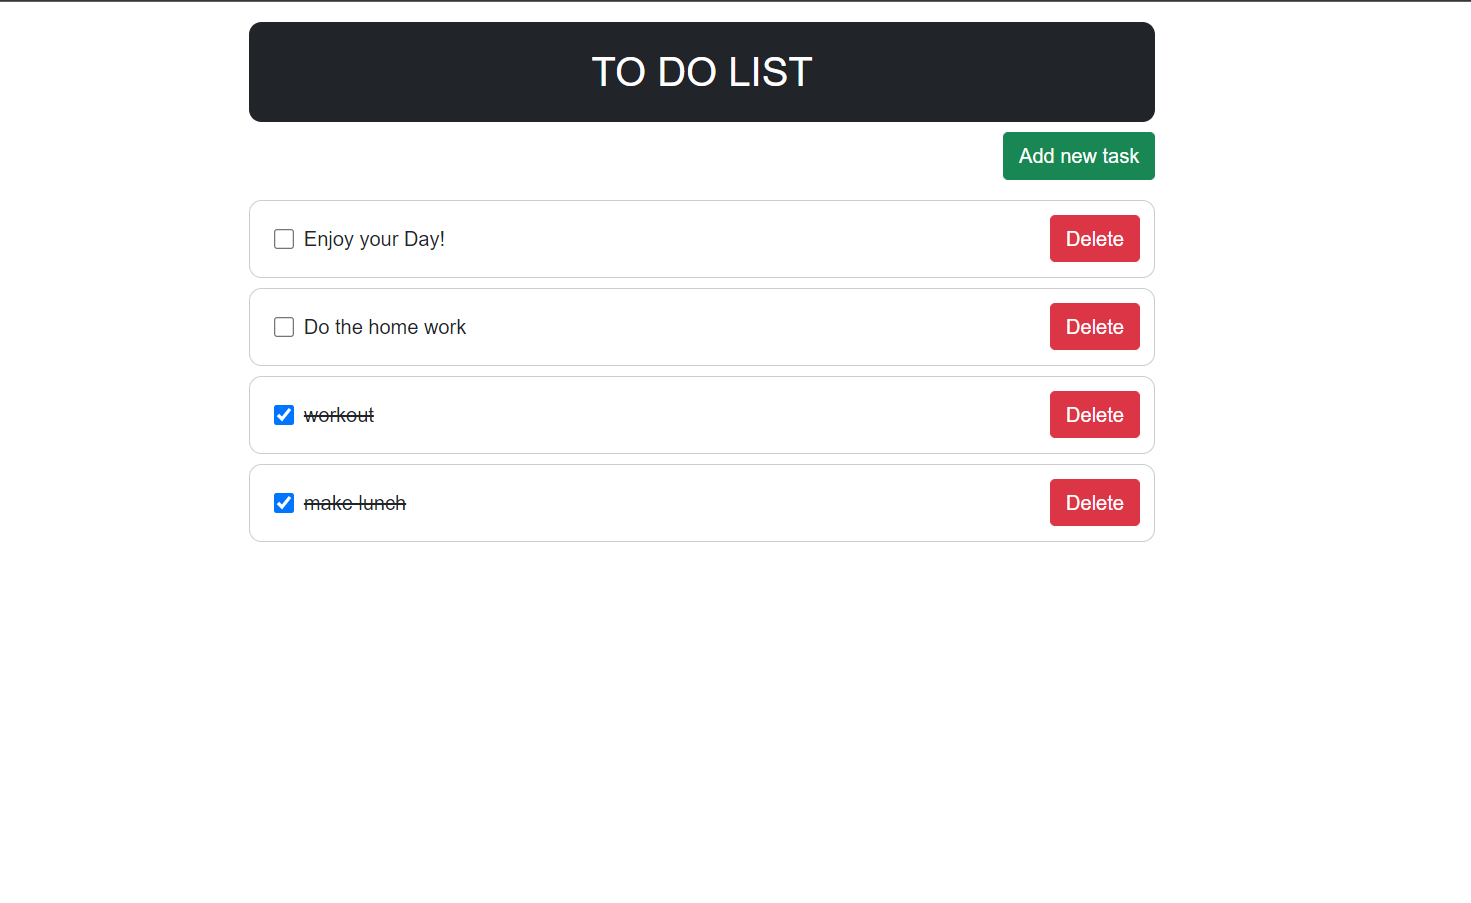 TO DO LIST
Add new task
Enjoy your Day!
Delete
Do the home work
Delete
workout
Delete
make lunch
Delete